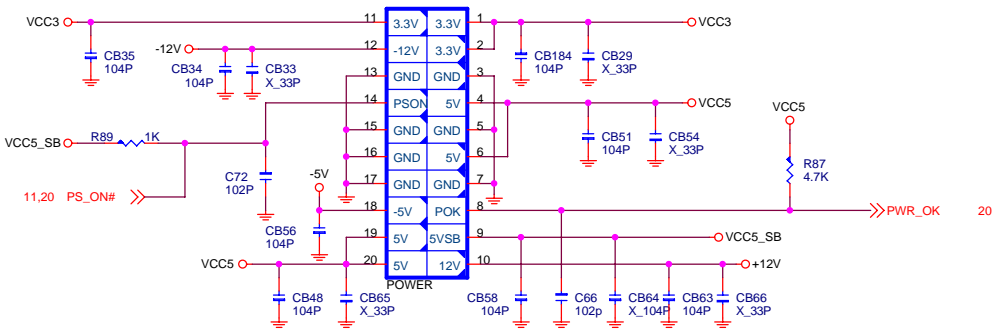 VCC3 11 3.3V 3.3V 1 VCC3
CB35 104P
-12V 12 -12V 3.3V 2
CB34 104P
CB33 X_33P
CB184 104P
CB29 X_33P
13 GND GND 3
14 PSON 5V 4 VCC5
VCC5_SB R89 1K
15 GND GND 5
CB51 104P
CB54 X_33P
VCC5
R87 4.7K
16 GND 5V 6
C72 102P
17 GND GND 7
11,20 PS_ON#
-5V
18 -5V POK 8 PWR_OK 20
CB56 104P
19 5V 5VSB 9 VCC5_SB
VCC5 20 5V 12V 10 +12V
POWER
CB48 104P
CB65 X_33P
CB58 104P
C66 102p
CB64 X_104P
CB63 104P
CB66 X_33P